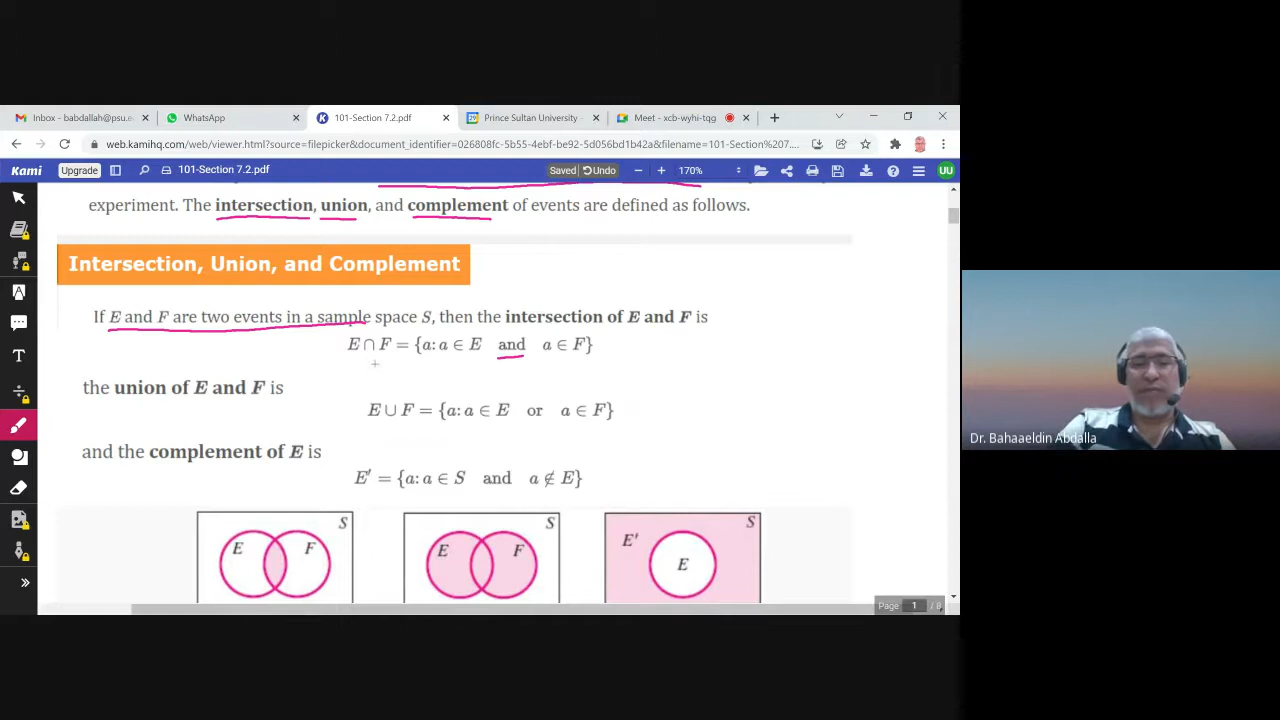 Inbox - babdallah@psu.e
WhatsApp
101-Section 7.2.pdf
Prince Sultan University -
Meet - xcb-wyhi-tqg
web.kamihq.com/web/viewer.html?source=filepicker&document_identifier=026808fc-5b55-4ebf-be92-5d056bd1b42a&filename=101-Section%207....
Kami
Upgrade
101-Section 7.2.pdf
Saved Undo
170%
UU
experiment. The intersection, union, and complement of events are defined as follows.
Intersection, Union, and Complement
If E and F are two events in a sample space S, then the intersection of E and F is
E ∩ F = {a: a ∈ E and a ∈ F}
the union of E and F is
E ∪ F = {a: a ∈ E or a ∈ F}
and the complement of E is
E′ = {a: a ∈ S and a ∉ E}
E F S
E F S
E′ E S
Page 1 / 8
Dr. Bahaaeldin Abdalla